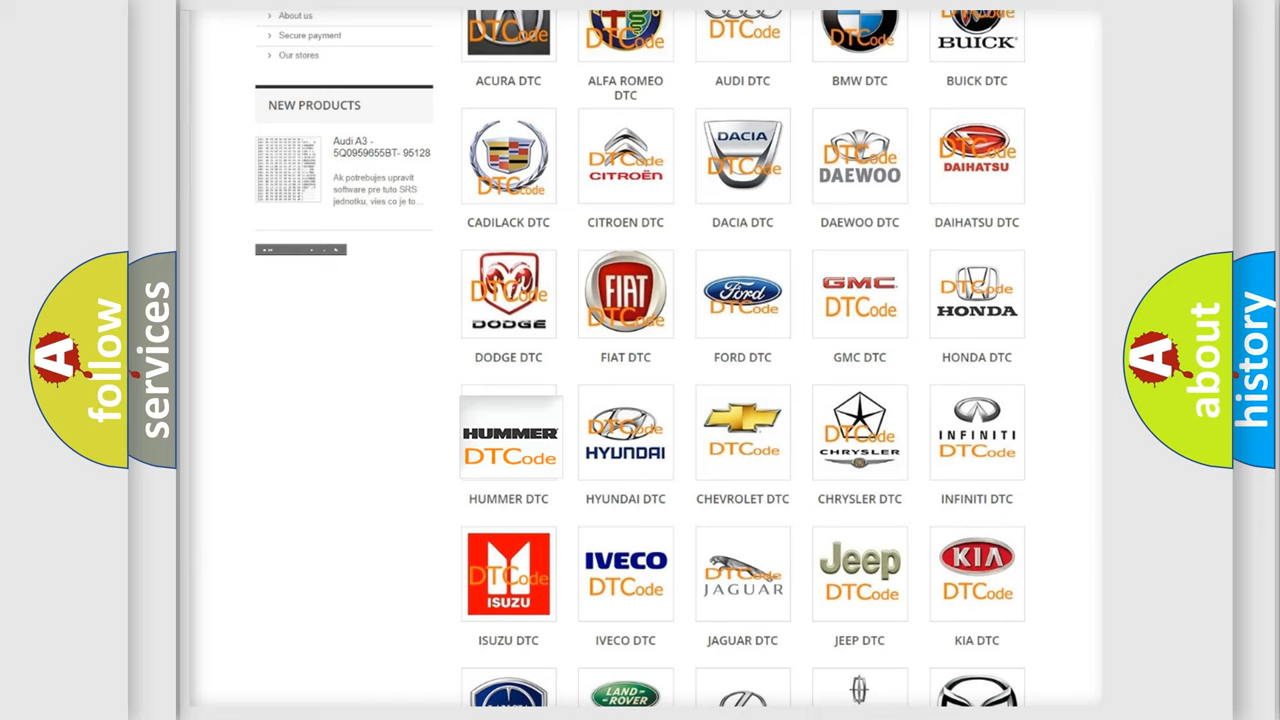 About us
Secure payment
Our stores
NEW PRODUCTS
Audi A3 -
5Q0959655BT- 95128
Ak potrebujes upravit
software pre tuto SRS
jednotku, vies co je to...
DTCode
DTCode
DTCode
DTCode
DTCode
BUICK
ACURA DTC
ALFA ROMEO
DTC
AUDI DTC
BMW DTC
BUICK DTC
DTCode
DTCode
CITROËN
DACIA
DTCode
DTCode
DAEWOO
DTCode
DAIHATSU
CADILACK DTC
CITROEN DTC
DACIA DTC
DAEWOO DTC
DAIHATSU DTC
DTCode
DODGE
FIAT
DTCode
Ford
DTCode
GMC
DTCode
DTCode
HONDA
DODGE DTC
FIAT DTC
FORD DTC
GMC DTC
HONDA DTC
HUMMER
DTCode
DTCode
HYUNDAI
DTCode
DTCode
CHRYSLER
INFINITI
DTCode
HUMMER DTC
HYUNDAI DTC
CHEVROLET DTC
CHRYSLER DTC
INFINITI DTC
DTCode
ISUZU
IVECO
DTCode
DTCode
JAGUAR
Jeep
DTCode
KIA
DTCode
ISUZU DTC
IVECO DTC
JAGUAR DTC
JEEP DTC
KIA DTC
LAND-
ROVER
A follow
services
A about
history